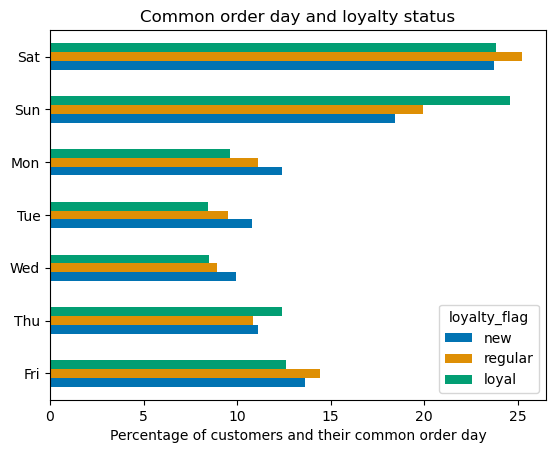 Common order day and loyalty status
Sat
Sun
Mon
Tue
Wed
Thu
Fri
loyalty_flag
new
regular
loyal
0 5 10 15 20 25
Percentage of customers and their common order day